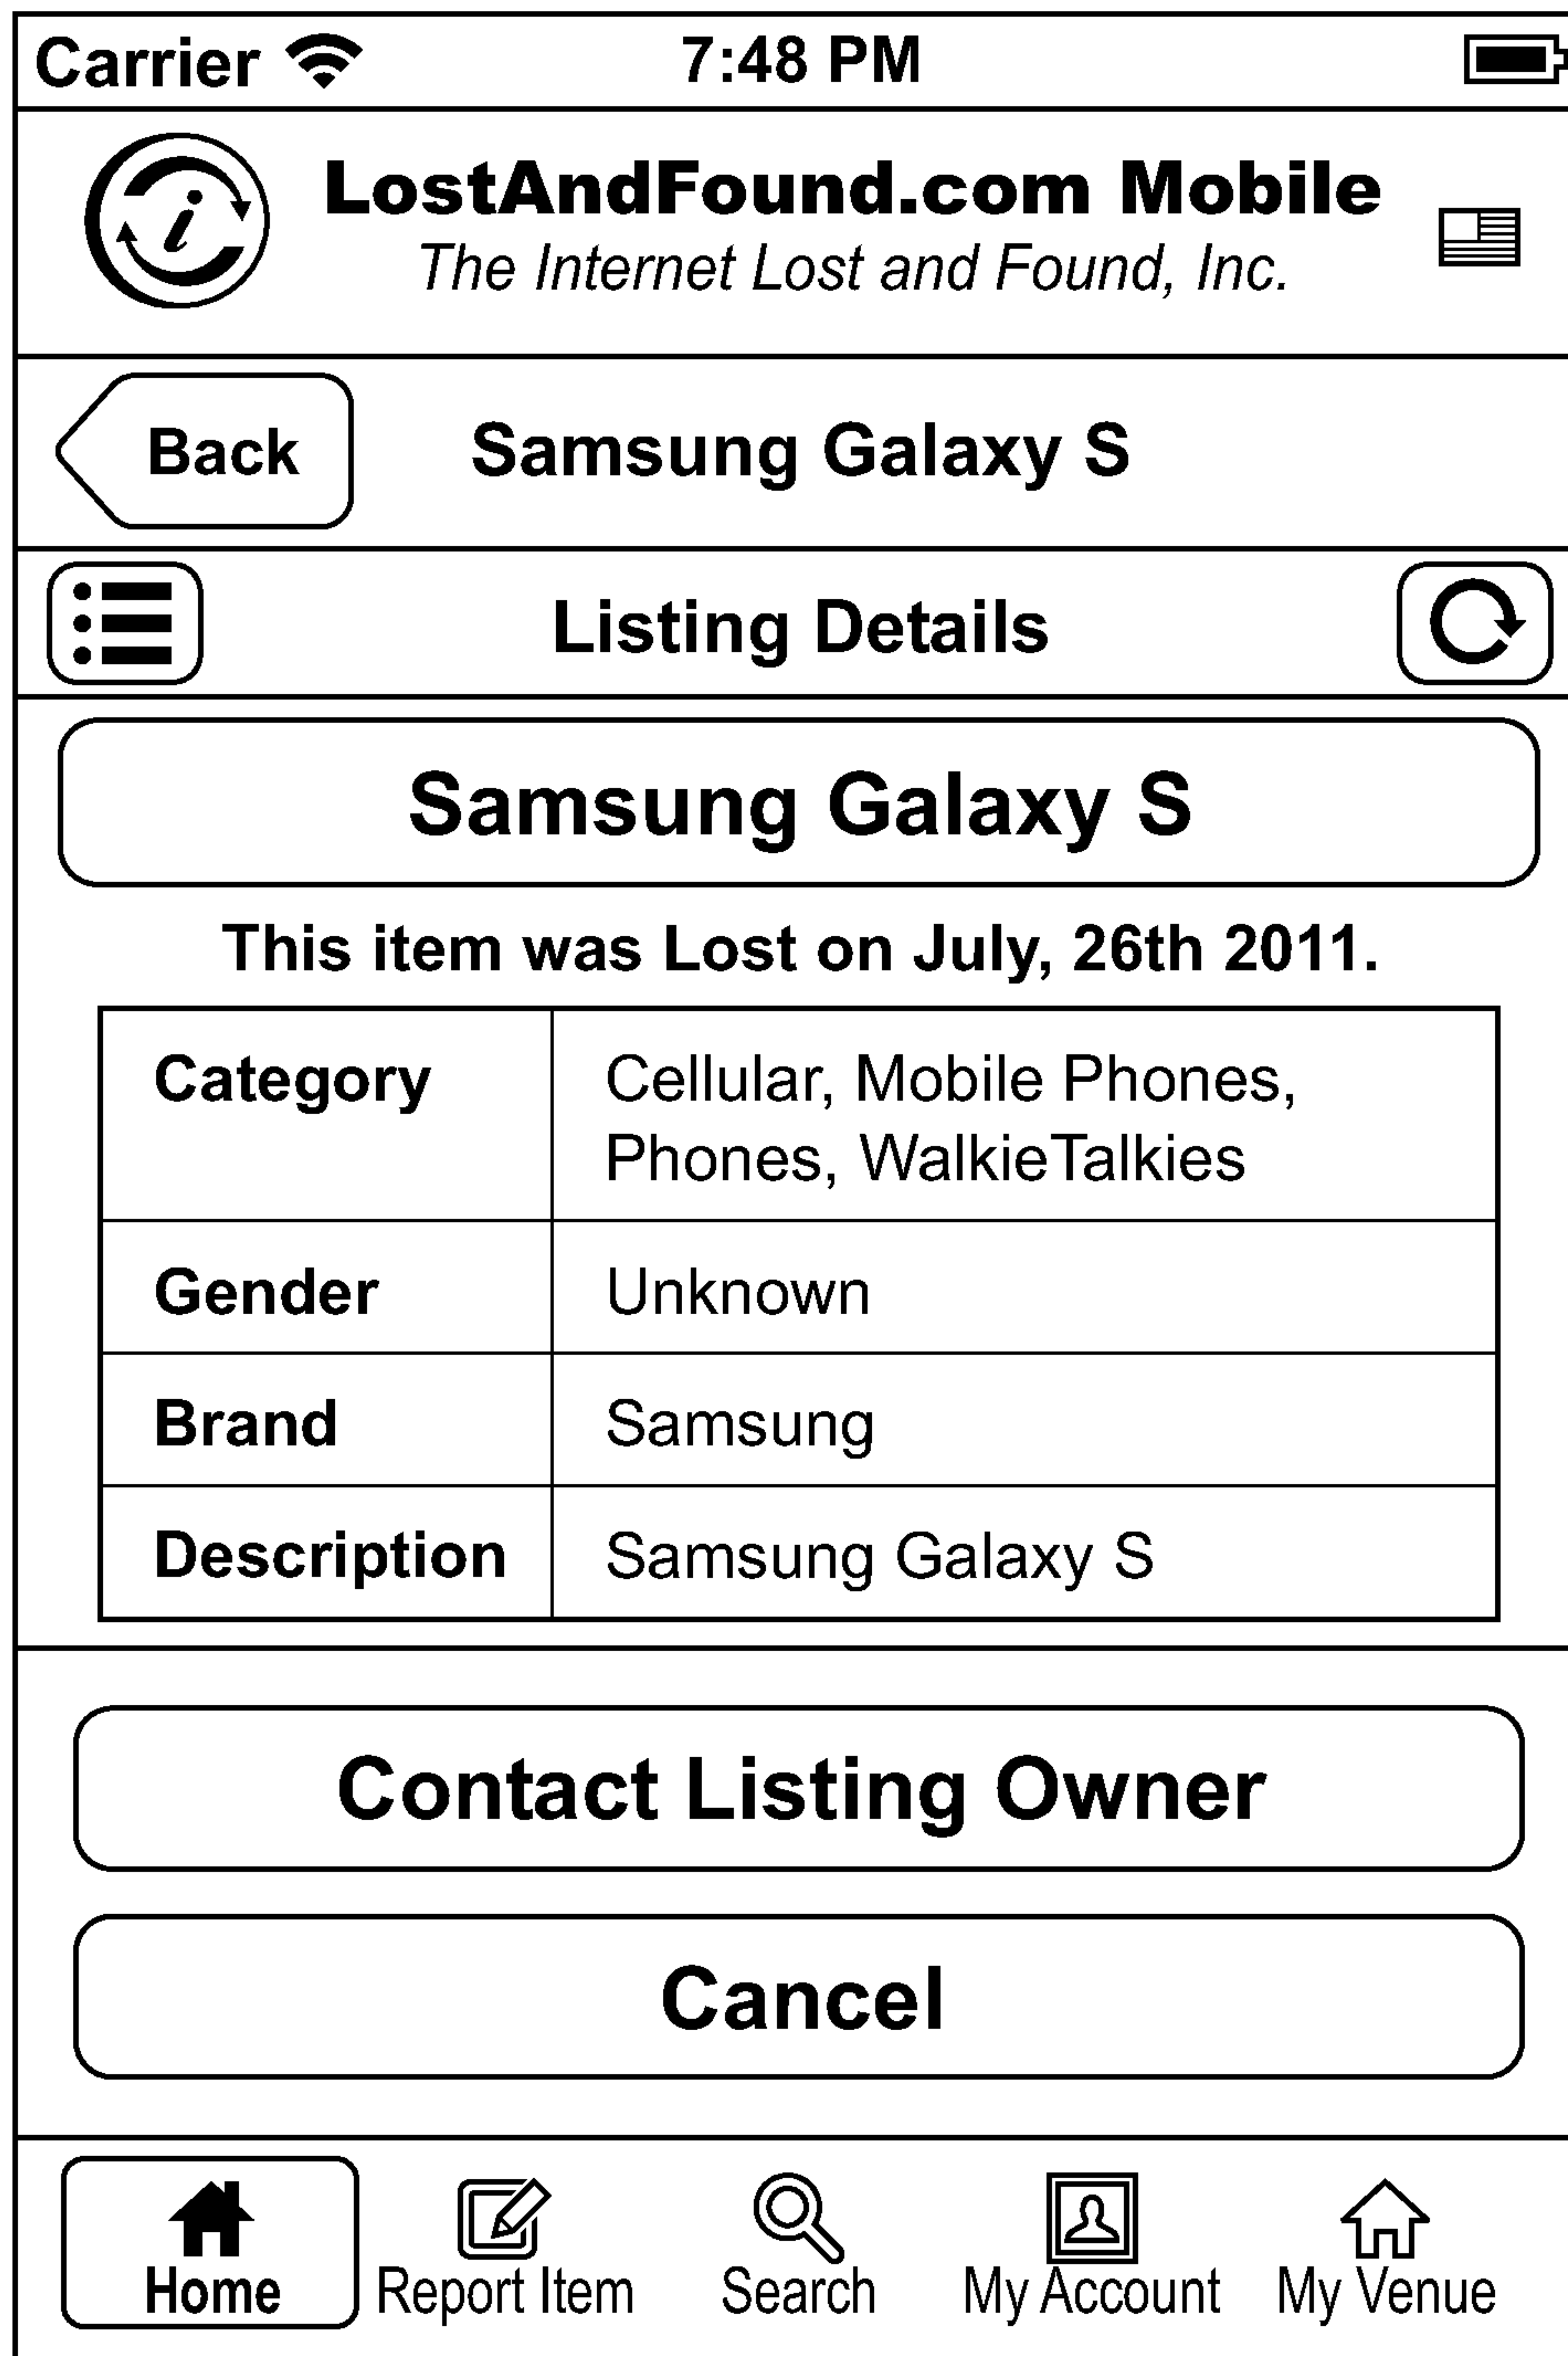 Carrier 7:48 PM
LostAndFound.com Mobile
The Internet Lost and Found, Inc.
Back Samsung Galaxy S
Listing Details
Samsung Galaxy S
This item was Lost on July, 26th 2011.
Category Cellular, Mobile Phones,
Phones, WalkieTalkies
Gender Unknown
Brand Samsung
Description Samsung Galaxy S
Contact Listing Owner
Cancel
Home Report Item Search My Account My Venue